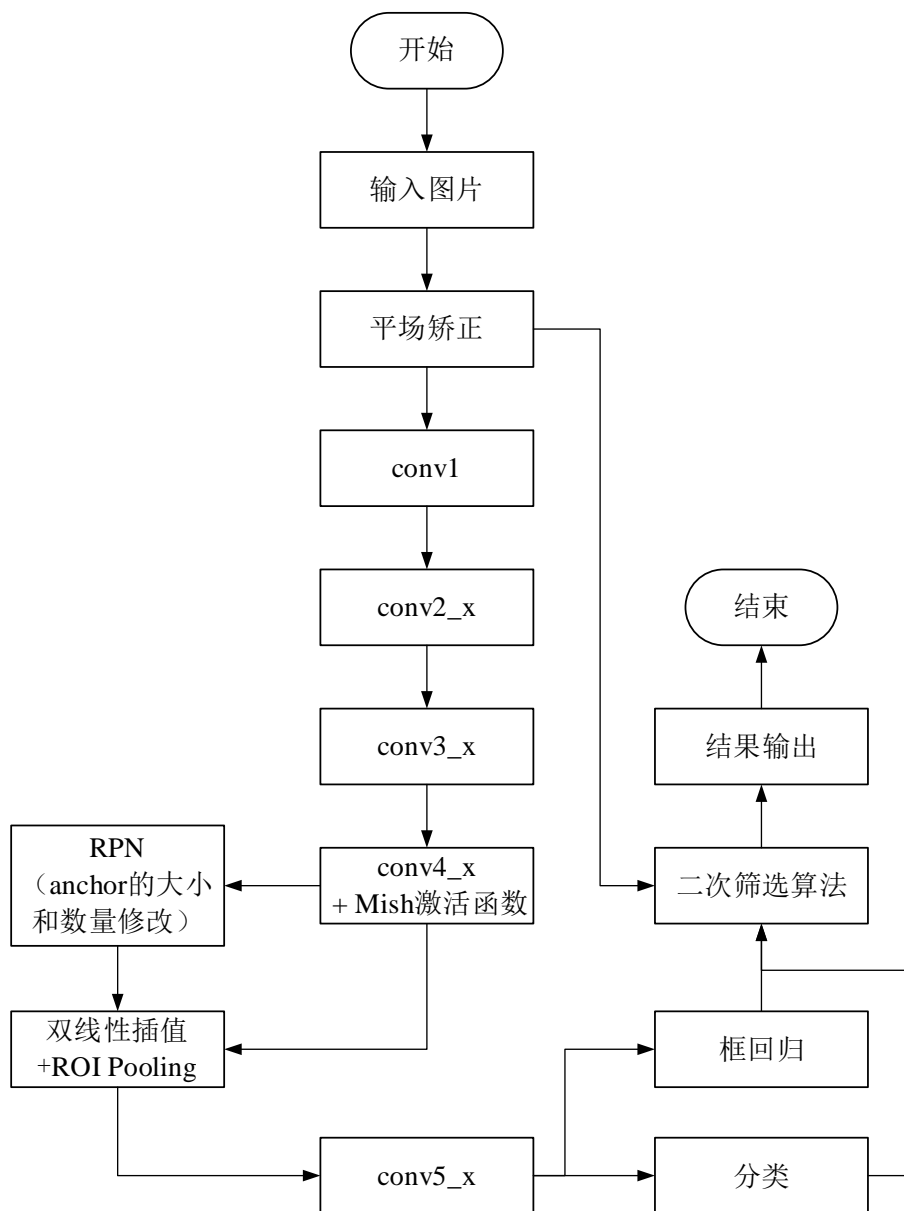 开始
输入图片
平场矫正
conv1
conv2_x
结束
conv3_x
结果输出
RPN
（anchor的大小
和数量修改）
conv4_x
+ Mish激活函数
二次筛选算法
双线性插值
+ROI Pooling
框回归
conv5_x
分类